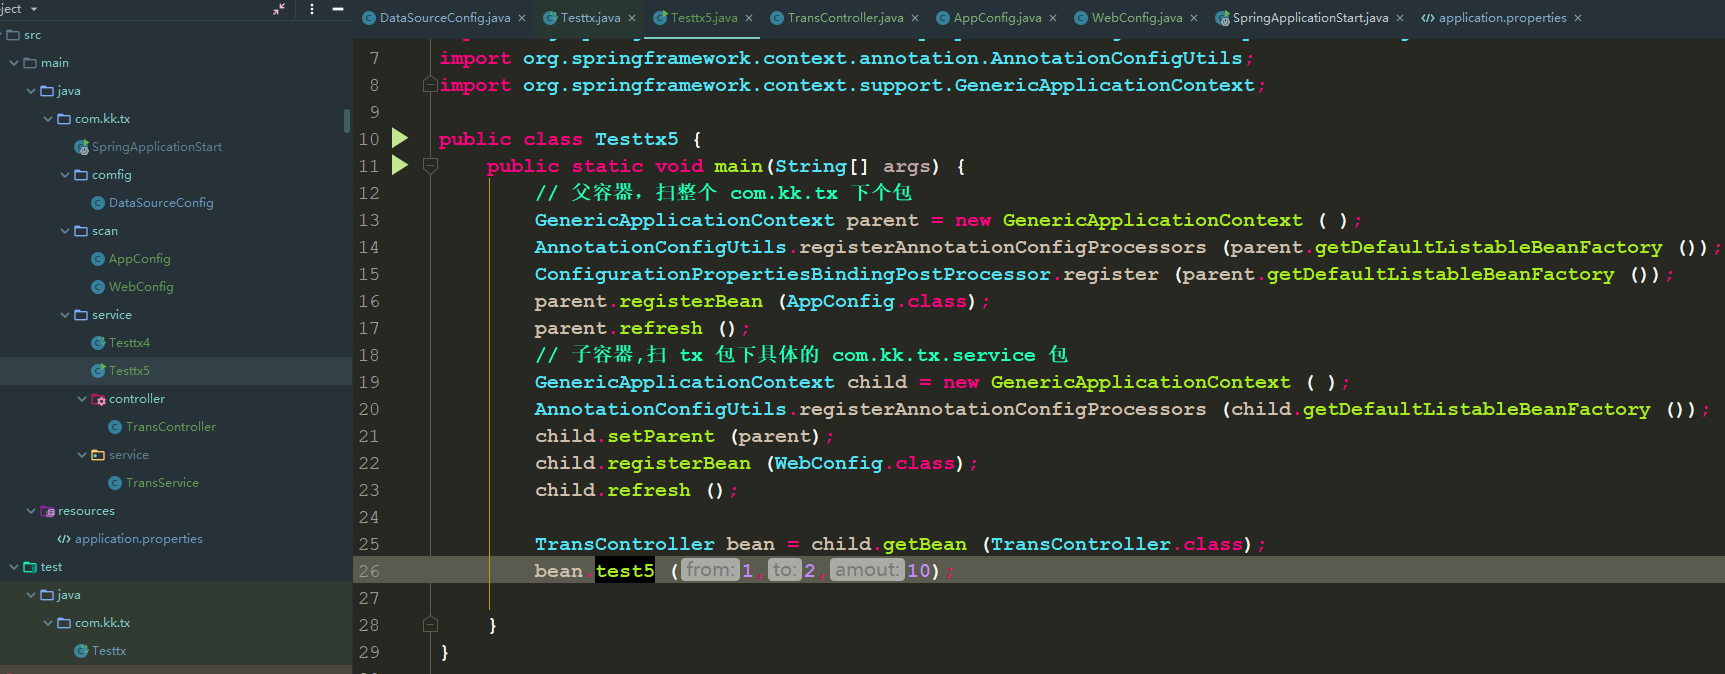 ject
DataSourceConfig.java
Testtx.java
Testtx5.java
TransController.java
AppConfig.java
WebConfig.java
SpringApplicationStart.java
application.properties
src
main
java
com.kk.tx
SpringApplicationStart
comfig
DataSourceConfig
scan
AppConfig
WebConfig
service
Testtx4
Testtx5
controller
TransController
service
TransService
resources
application.properties
test
java
com.kk.tx
Testtx
7 import org.springframework.context.annotation.AnnotationConfigUtils;
8 import org.springframework.context.support.GenericApplicationContext;
9
10 public class Testtx5 {
11 public static void main(String[] args) {
12 // 父容器，扫整个 com.kk.tx 下个包
13 GenericApplicationContext parent = new GenericApplicationContext ( );
14 AnnotationConfigUtils.registerAnnotationConfigProcessors (parent.getDefaultListableBeanFactory ());
15 ConfigurationPropertiesBindingPostProcessor.register (parent.getDefaultListableBeanFactory ());
16 parent.registerBean (AppConfig.class);
17 parent.refresh ();
18 // 子容器,扫 tx 包下具体的 com.kk.tx.service 包
19 GenericApplicationContext child = new GenericApplicationContext ( );
20 AnnotationConfigUtils.registerAnnotationConfigProcessors (child.getDefaultListableBeanFactory ());
21 child.setParent (parent);
22 child.registerBean (WebConfig.class);
23 child.refresh ();
24
25 TransController bean = child.getBean (TransController.class);
26 bean.test5 (from: 1, to: 2, amout: 10);
27
28 }
29 }